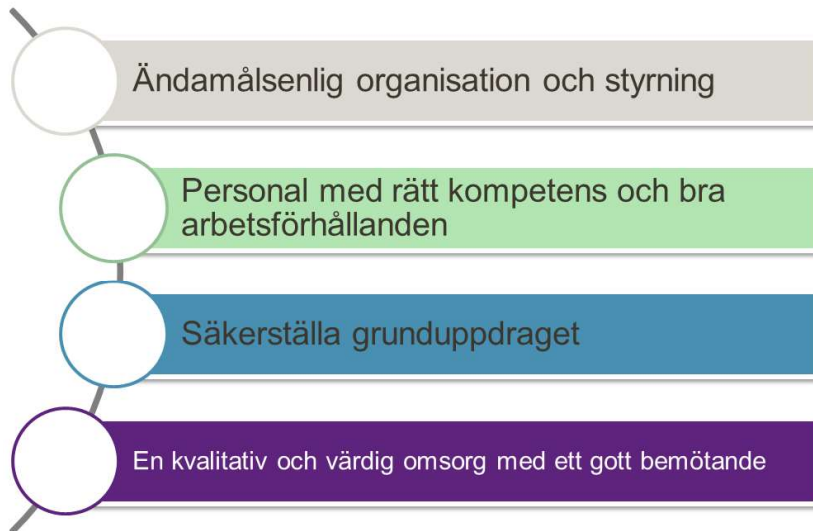 Ändamålsenlig organisation och styrning
Personal med rätt kompetens och bra
arbetsförhållanden
Säkerställa grunduppdraget
En kvalitativ och värdig omsorg med ett gott bemötande